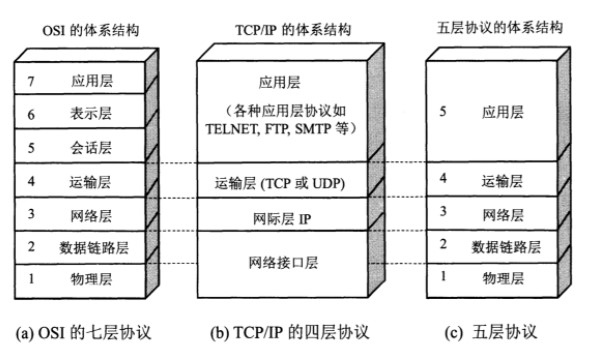 OSI 的体系结构
7 应用层
6 表示层
5 会话层
4 运输层
3 网络层
2 数据链路层
1 物理层
(a) OSI 的七层协议
TCP/IP 的体系结构
应用层
（各种应用层协议如
TELNET, FTP, SMTP 等）
运输层 (TCP 或 UDP)
网际层 IP
网络接口层
(b) TCP/IP 的四层协议
五层协议的体系结构
5 应用层
4 运输层
3 网络层
2 数据链路层
1 物理层
(c) 五层协议